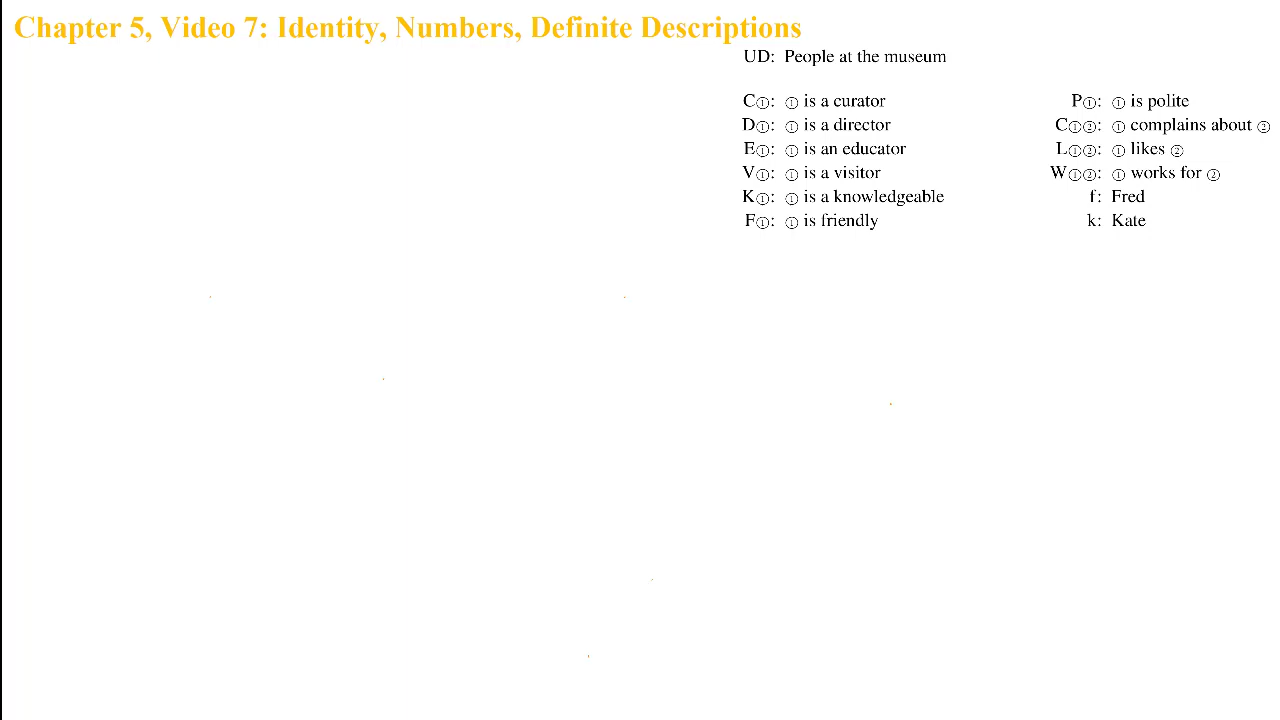 Chapter 5, Video 7: Identity, Numbers, Definite Descriptions
UD: People at the museum
C①: ① is a curator
D①: ① is a director
E①: ① is an educator
V①: ① is a visitor
K①: ① is a knowledgeable
F①: ① is friendly
P①: ① is polite
C①②: ① complains about ②
L①②: ① likes ②
W①②: ① works for ②
f: Fred
k: Kate